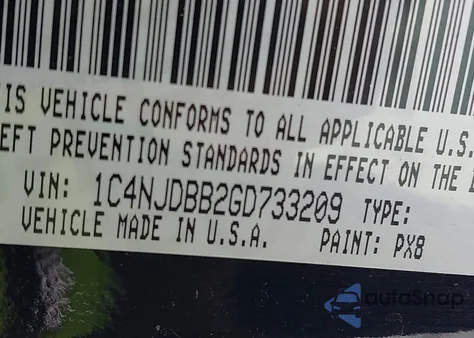 IS VEHICLE CONFORMS TO ALL APPLICABLE U.S.
EFT PREVENTION STANDARDS IN EFFECT ON THE
VIN: 1C4NJDBB2GD733209 TYPE:
VEHICLE MADE IN U.S.A. PAINT: PX8
autoSnap